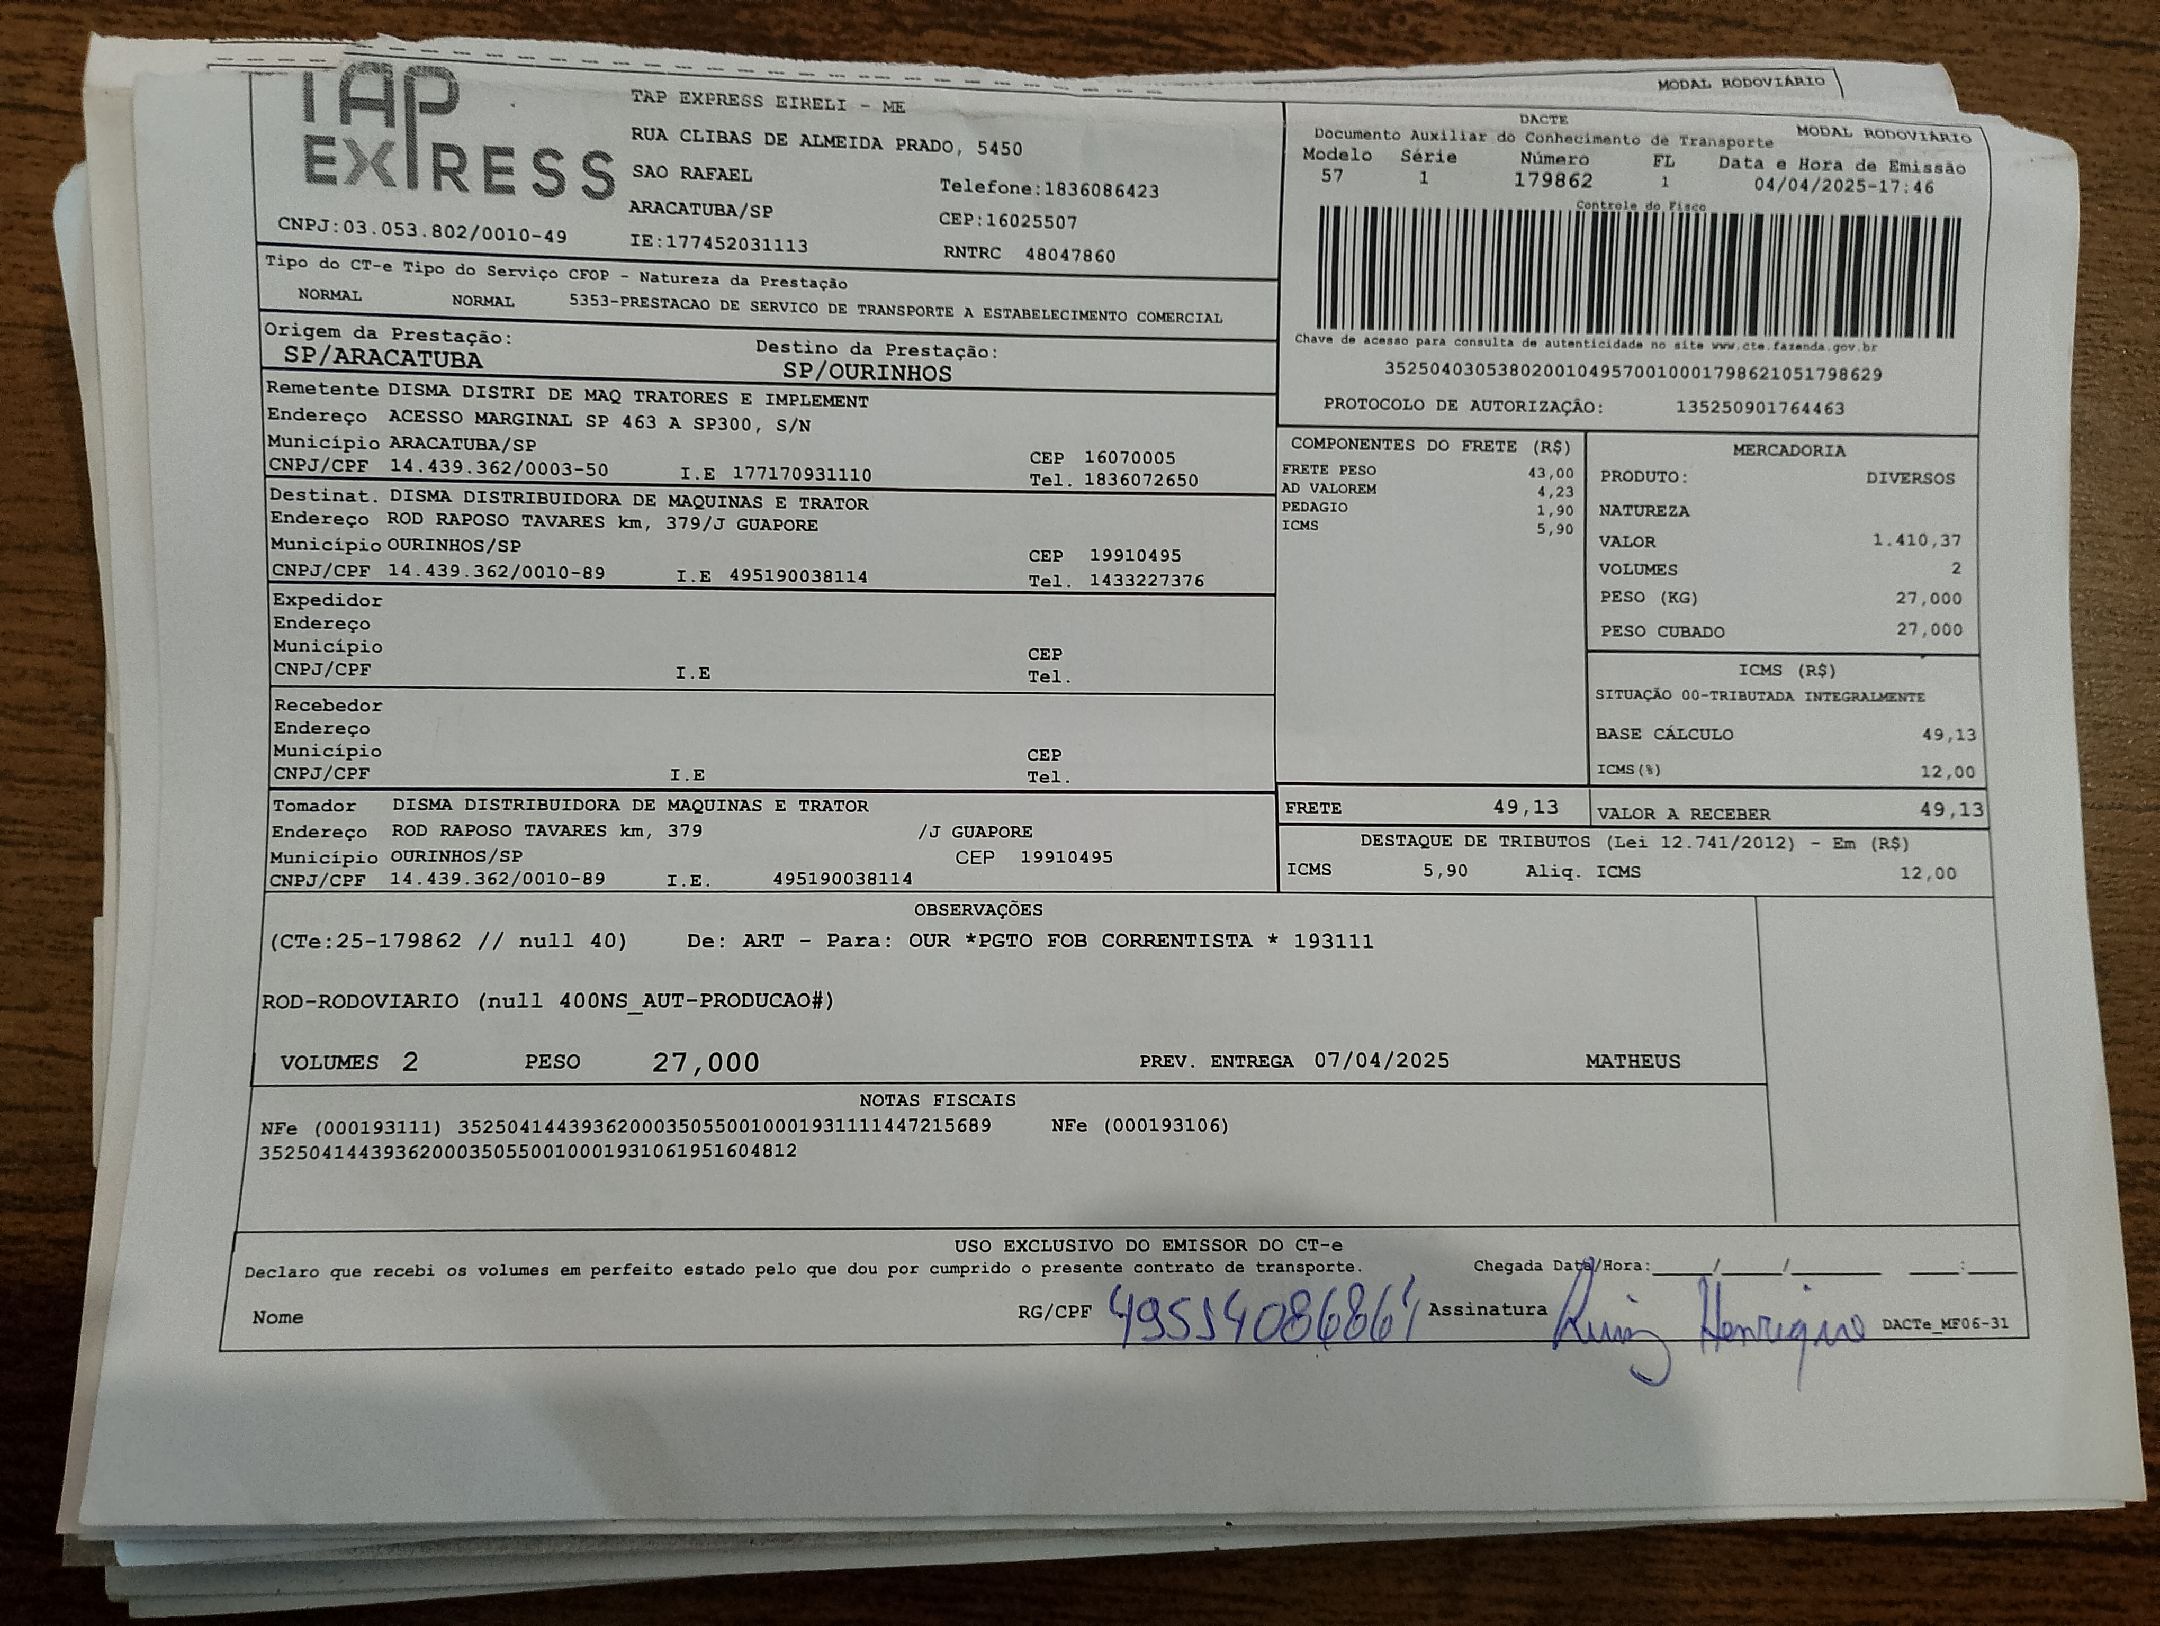 MODAL RODOVIÁRIO
TAP EXPRESS
CNPJ:03.053.802/0010-49
TAP EXPRESS EIRELI - ME
RUA CLIBAS DE ALMEIDA PRADO, 5450
SAO RAFAEL
ARACATUBA/SP
IE:177452031113
Telefone:1836086423
CEP:16025507
RNTRC 48047860
DACTE
Documento Auxiliar do Conhecimento de Transporte MODAL RODOVIÁRIO
Modelo Série Número FL Data e Hora de Emissão
57 1 179862 1 04/04/2025-17:46
Controle do Fisco
Chave de acesso para consulta de autenticidade no site www.cte.fazenda.gov.br
35250403053802001049570010001798621051798629
PROTOCOLO DE AUTORIZAÇÃO: 135250901764463
Tipo do CT-e Tipo do Serviço CFOP - Natureza da Prestação
NORMAL NORMAL 5353-PRESTACAO DE SERVICO DE TRANSPORTE A ESTABELECIMENTO COMERCIAL
Origem da Prestação: Destino da Prestação:
SP/ARACATUBA SP/OURINHOS
Remetente DISMA DISTRI DE MAQ TRATORES E IMPLEMENT
Endereço ACESSO MARGINAL SP 463 A SP300, S/N
Município ARACATUBA/SP CEP 16070005
CNPJ/CPF 14.439.362/0003-50 I.E 177170931110 Tel. 1836072650
Destinat. DISMA DISTRIBUIDORA DE MAQUINAS E TRATOR
Endereço ROD RAPOSO TAVARES km, 379/J GUAPORE
Município OURINHOS/SP CEP 19910495
CNPJ/CPF 14.439.362/0010-89 I.E 495190038114 Tel. 1433227376
Expedidor
Endereço
Município CEP
CNPJ/CPF I.E Tel.
Recebedor
Endereço
Município CEP
CNPJ/CPF I.E Tel.
Tomador DISMA DISTRIBUIDORA DE MAQUINAS E TRATOR
Endereço ROD RAPOSO TAVARES km, 379 /J GUAPORE
Município OURINHOS/SP CEP 19910495
CNPJ/CPF 14.439.362/0010-89 I.E. 495190038114
COMPONENTES DO FRETE (R$)
FRETE PESO 43,00
AD VALOREM 4,23
PEDAGIO 1,90
ICMS 5,90
MERCADORIA
PRODUTO: DIVERSOS
NATUREZA
VALOR 1.410,37
VOLUMES 2
PESO (KG) 27,000
PESO CUBADO 27,000
ICMS (R$)
SITUAÇÃO 00-TRIBUTADA INTEGRALMENTE
BASE CÁLCULO 49,13
ICMS(%) 12,00
FRETE 49,13 VALOR A RECEBER 49,13
DESTAQUE DE TRIBUTOS (Lei 12.741/2012) - Em (R$)
ICMS 5,90 Aliq. ICMS 12,00
OBSERVAÇÕES
(CTe:25-179862 // null 40) De: ART - Para: OUR *PGTO FOB CORRENTISTA * 193111
ROD-RODOVIARIO (null 400NS_AUT-PRODUCAO#)
VOLUMES 2 PESO 27,000 PREV. ENTREGA 07/04/2025 MATHEUS
NOTAS FISCAIS
NFe (000193111) 35250414439362000350550010001931111447215689 NFe (000193106)
35250414439362000350550010001931061951604812
USO EXCLUSIVO DO EMISSOR DO CT-e
Declaro que recebi os volumes em perfeito estado pelo que dou por cumprido o presente contrato de transporte. Chegada Data/Hora:____/____/______ ___:___
Nome RG/CPF Assinatura Henrique DACTe_MF06-31